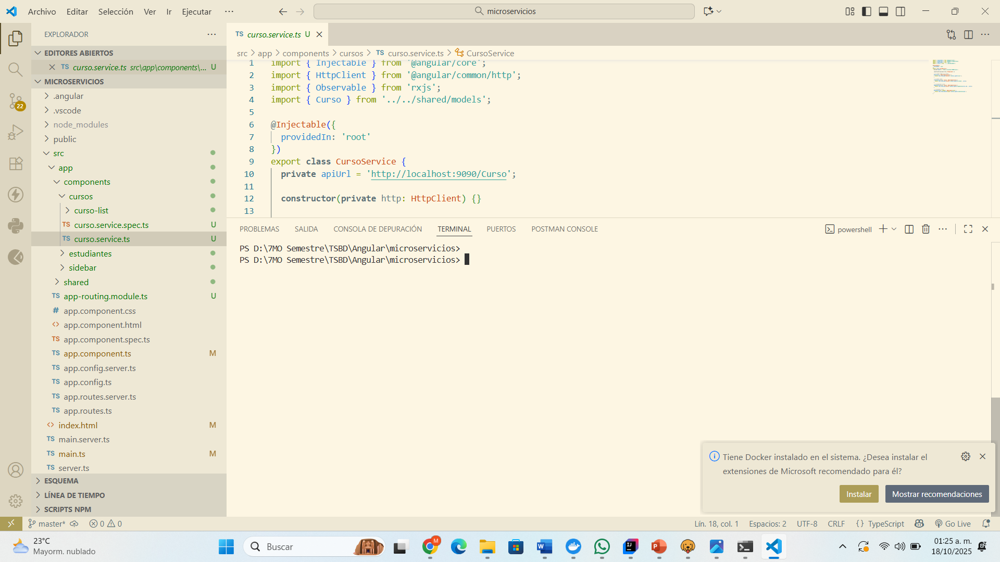 Archivo Editar Selección Ver Ir Ejecutar ···
microservicios
EXPLORADOR ···
EDITORES ABIERTOS
TS curso.service.ts src\app\components\... U
MICROSERVICIOS
.angular
.vscode
node_modules
public
src
app
components
cursos
curso-list
TS curso.service.spec.ts U
TS curso.service.ts U
estudiantes
sidebar
shared
TS app-routing.module.ts U
# app.component.css
<> app.component.html
TS app.component.spec.ts
TS app.component.ts M
TS app.config.server.ts
TS app.config.ts
TS app.routes.server.ts
TS app.routes.ts
<> index.html M
TS main.server.ts
TS main.ts M
TS server.ts
ESQUEMA
LÍNEA DE TIEMPO
SCRIPTS NPM
22
TS curso.service.ts U
src > app > components > cursos > TS curso.service.ts > CursoService
1 import { Injectable } from '@angular/core';
2 import { HttpClient } from '@angular/common/http';
3 import { Observable } from 'rxjs';
4 import { Curso } from '../../shared/models';
5
6 @Injectable({
7 providedIn: 'root'
8 })
9 export class CursoService {
10 private apiUrl = 'http://localhost:9090/Curso';
11
12 constructor(private http: HttpClient) {}
13
PROBLEMAS SALIDA CONSOLA DE DEPURACIÓN TERMINAL PUERTOS POSTMAN CONSOLE
powershell
PS D:\7MO Semestre\TSBD\Angular\microservicios>
PS D:\7MO Semestre\TSBD\Angular\microservicios>
Tiene Docker instalado en el sistema. ¿Desea instalar el
extensiones de Microsoft recomendado para él?
Instalar Mostrar recomendaciones
master* 0 0
Lín. 18, col. 1 Espacios: 2 UTF-8 CRLF {} TypeScript Go Live
23°C
Mayorm. nublado
Buscar
01:25 a. m.
18/10/2025